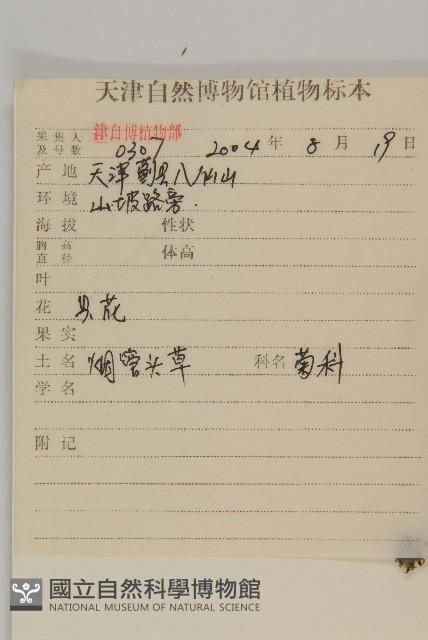 天津自然博物馆植物标本
采集人 津自博植物部
及号数 0307 2004 年 8 月 19 日
产地 天津蓟县八仙山
环境 山坡路旁.
海拔 性状
胸高
直径 体高
叶
花 具花
果实
土名 烟管头草 科名 菊科
学名
附记
國立自然科學博物館
NATIONAL MUSEUM OF NATURAL SCIENCE